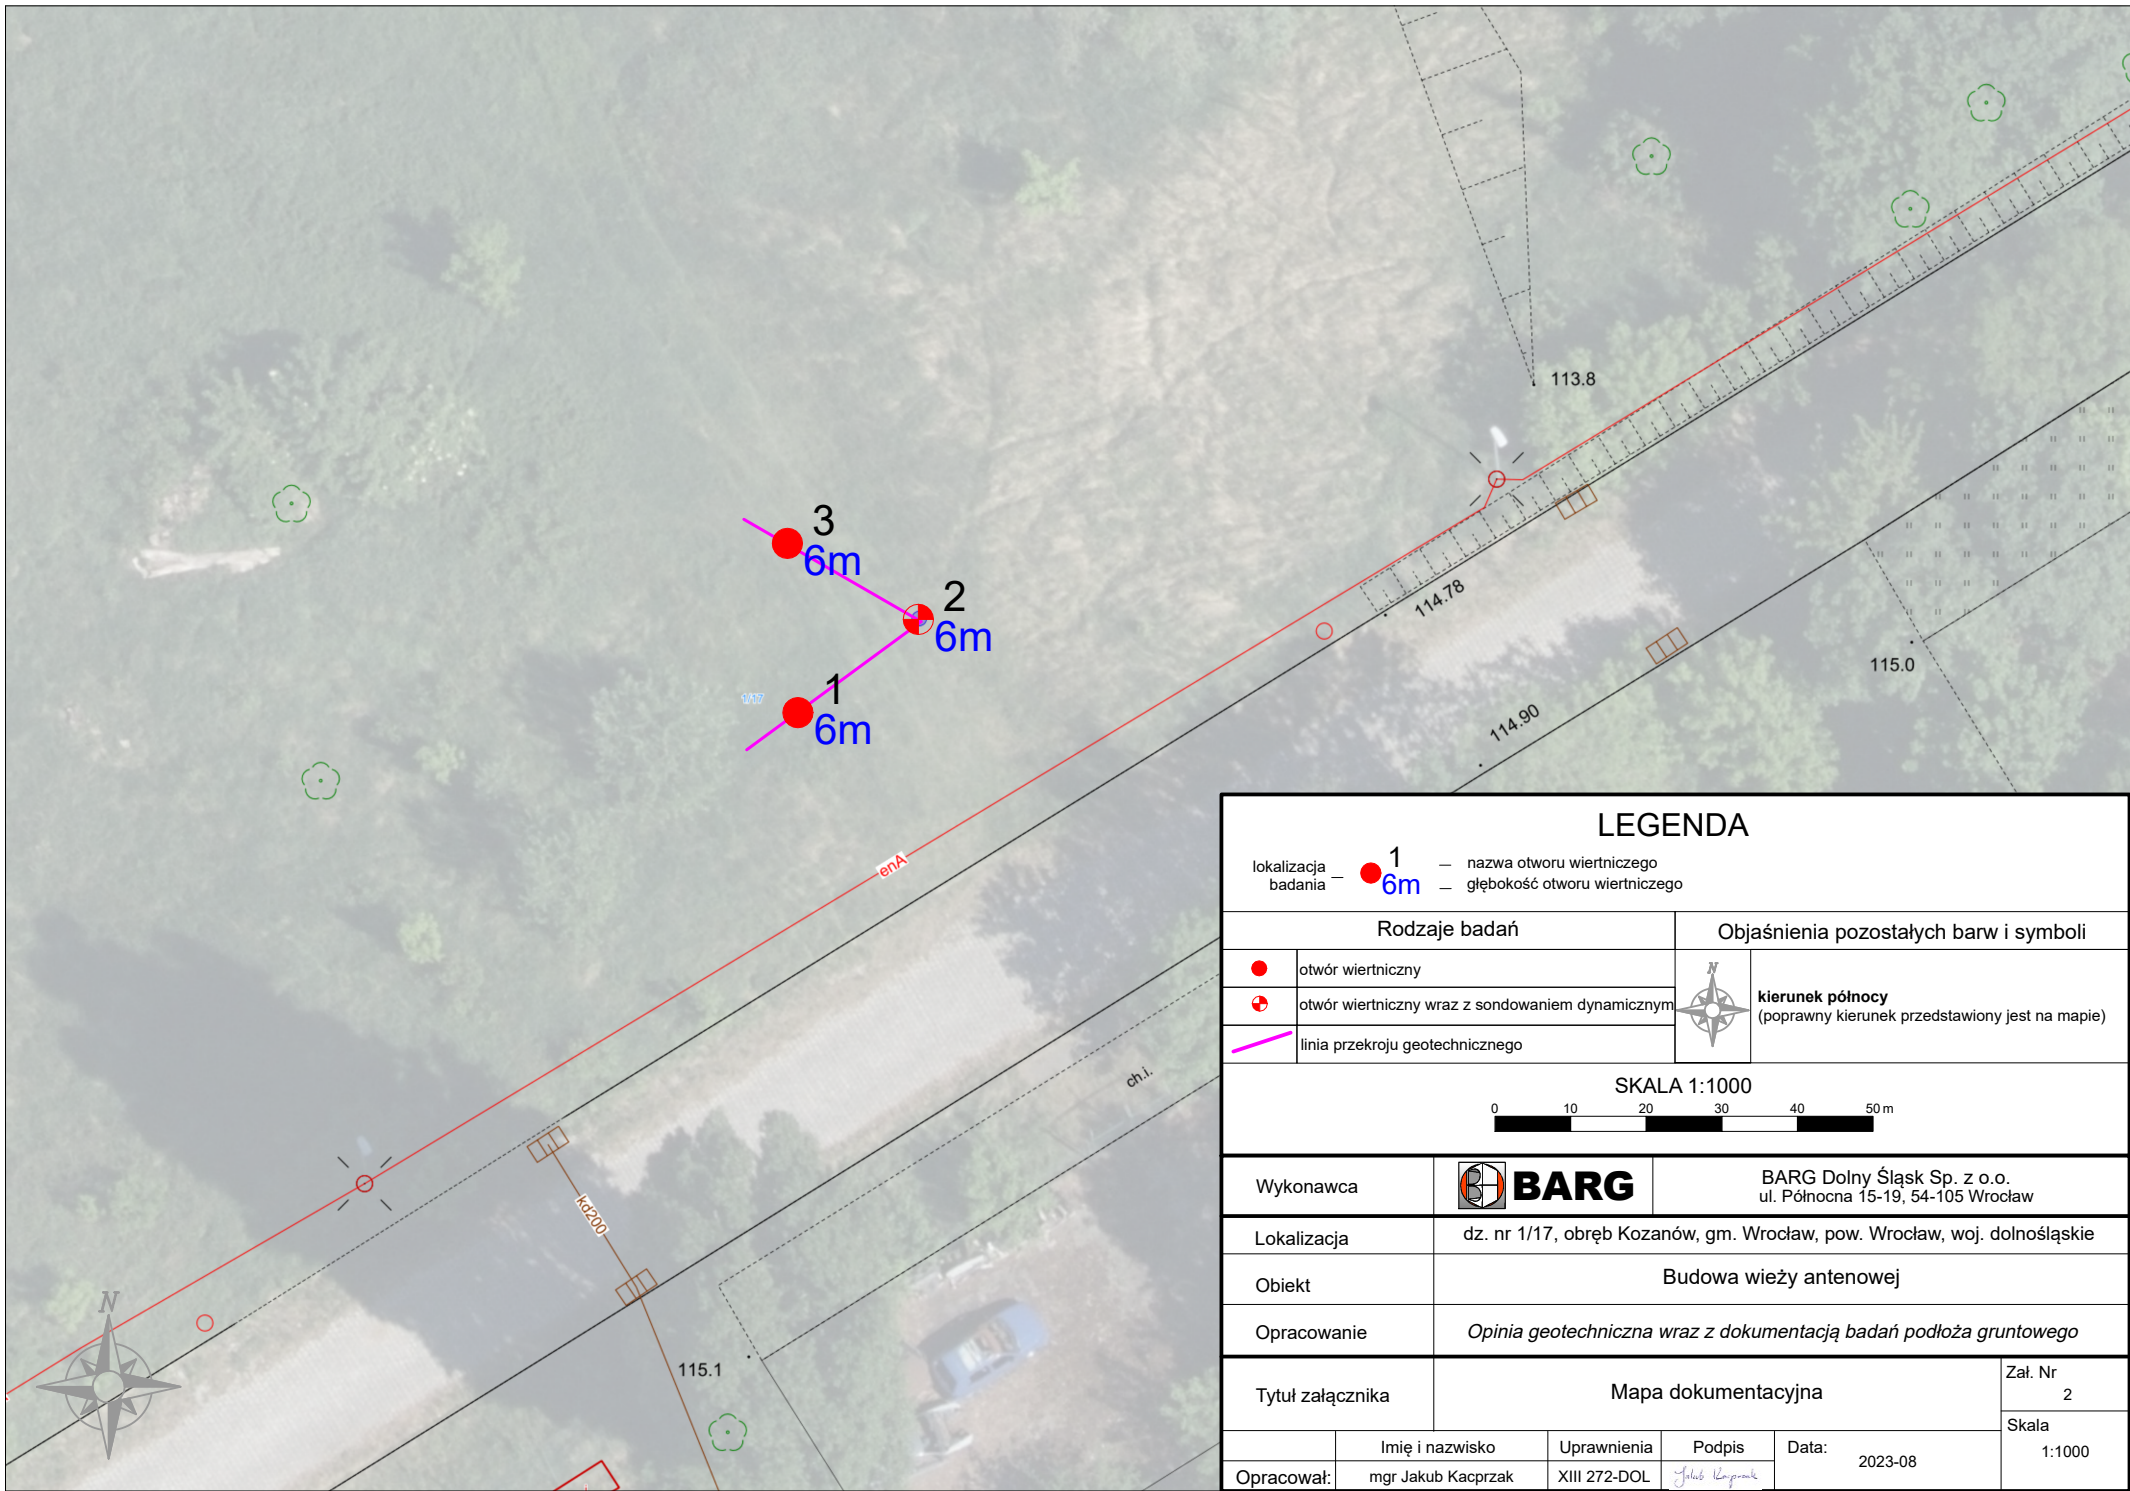 113.8
3
6m
2
6m
114.78
115.0
1/17
1
6m
114.90
enA
ch.i.
kd200
N
115.1
LEGENDA
lokalizacja badania
1
6m
nazwa otworu wiertniczego
głębokość otworu wiertniczego
Rodzaje badań
Objaśnienia pozostałych barw i symboli
otwór wiertniczy
otwór wiertniczy wraz z sondowaniem dynamicznym
linia przekroju geotechnicznego
N
kierunek północy
(poprawny kierunek przedstawiony jest na mapie)
SKALA 1:1000
0 10 20 30 40 50 m
Wykonawca
BARG
BARG Dolny Śląsk Sp. z o.o.
ul. Północna 15-19, 54-105 Wrocław
Lokalizacja
dz. nr 1/17, obręb Kozanów, gm. Wrocław, pow. Wrocław, woj. dolnośląskie
Obiekt
Budowa wieży antenowej
Opracowanie
Opinia geotechniczna wraz z dokumentacją badań podłoża gruntowego
Tytuł załącznika
Mapa dokumentacyjna
Zał. Nr
2
Skala
1:1000
Imię i nazwisko
Uprawnienia
Podpis
Data:
2023-08
Opracował:
mgr Jakub Kacprzak
XIII 272-DOL
Jakub Kacprzak